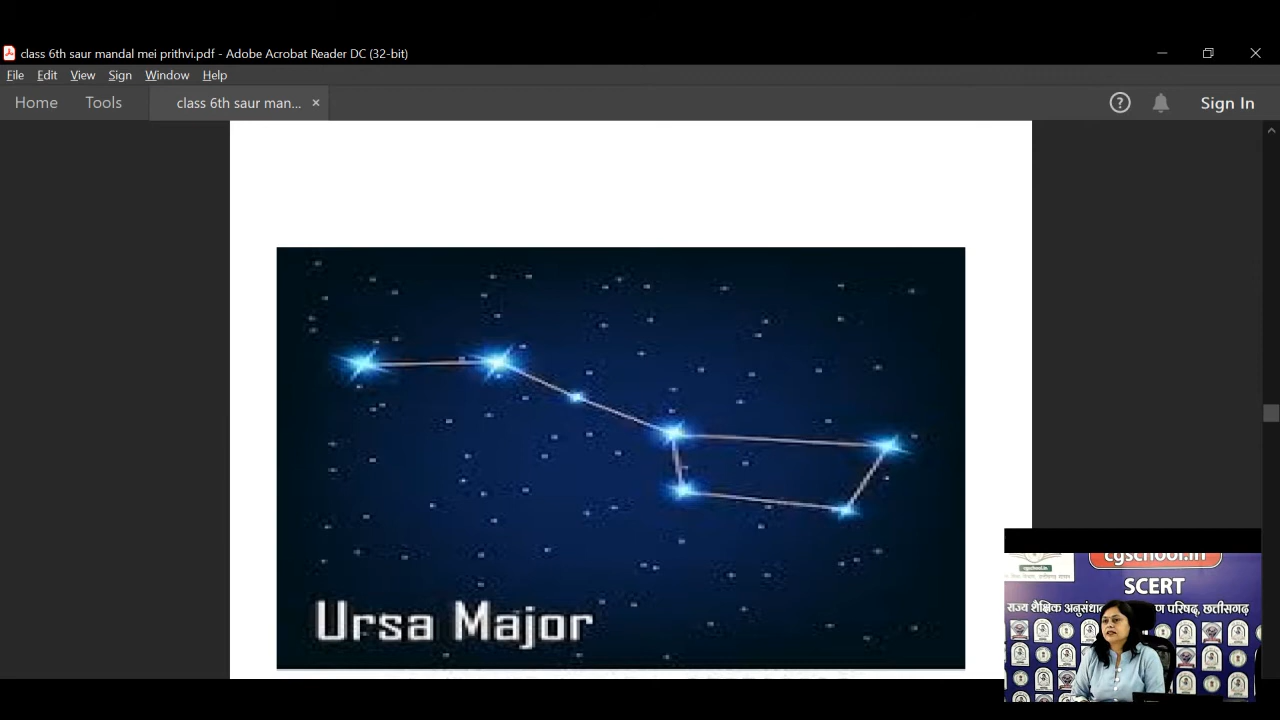 class 6th saur mandal mei prithvi.pdf - Adobe Acrobat Reader DC (32-bit)
File Edit View Sign Window Help
Home Tools class 6th saur man... × Sign In
Ursa Major
cgschool.in
SCERT
राज्य शैक्षिक अनुसंधा ण परिषद्, छत्तीसगढ़